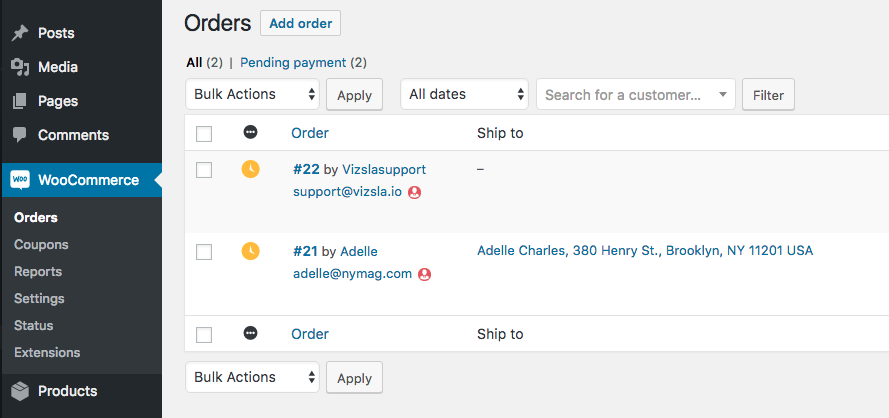 Posts
Media
Pages
Comments
WOO WooCommerce
Orders
Coupons
Reports
Settings
Status
Extensions
Products
Orders Add order
All (2) | Pending payment (2)
Bulk Actions Apply All dates Search for a customer... Filter
Order Ship to
#22 by Vizslasupport –
support@vizsla.io
#21 by Adelle Adelle Charles, 380 Henry St., Brooklyn, NY 11201 USA
adelle@nymag.com
Order Ship to
Bulk Actions Apply